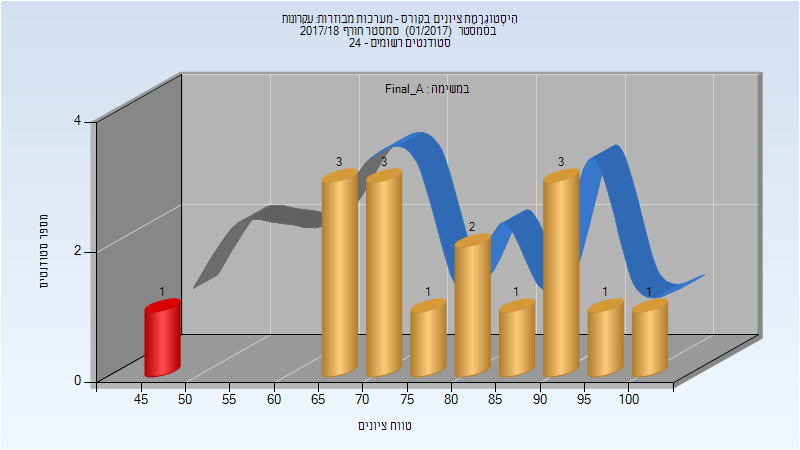 היסטוגרמת ציונים בקורס - מערכות מבוזרות: עקרונות
בסמסטר (01/2017) סמסטר חורף 2017/18
סטודנטים רשומים - 24
במשימה : Final_A
4
2
0
מספר סטודנטים
1
3
3
1
2
1
3
1
1
45 50 55 60 65 70 75 80 85 90 95 100
טווח ציונים